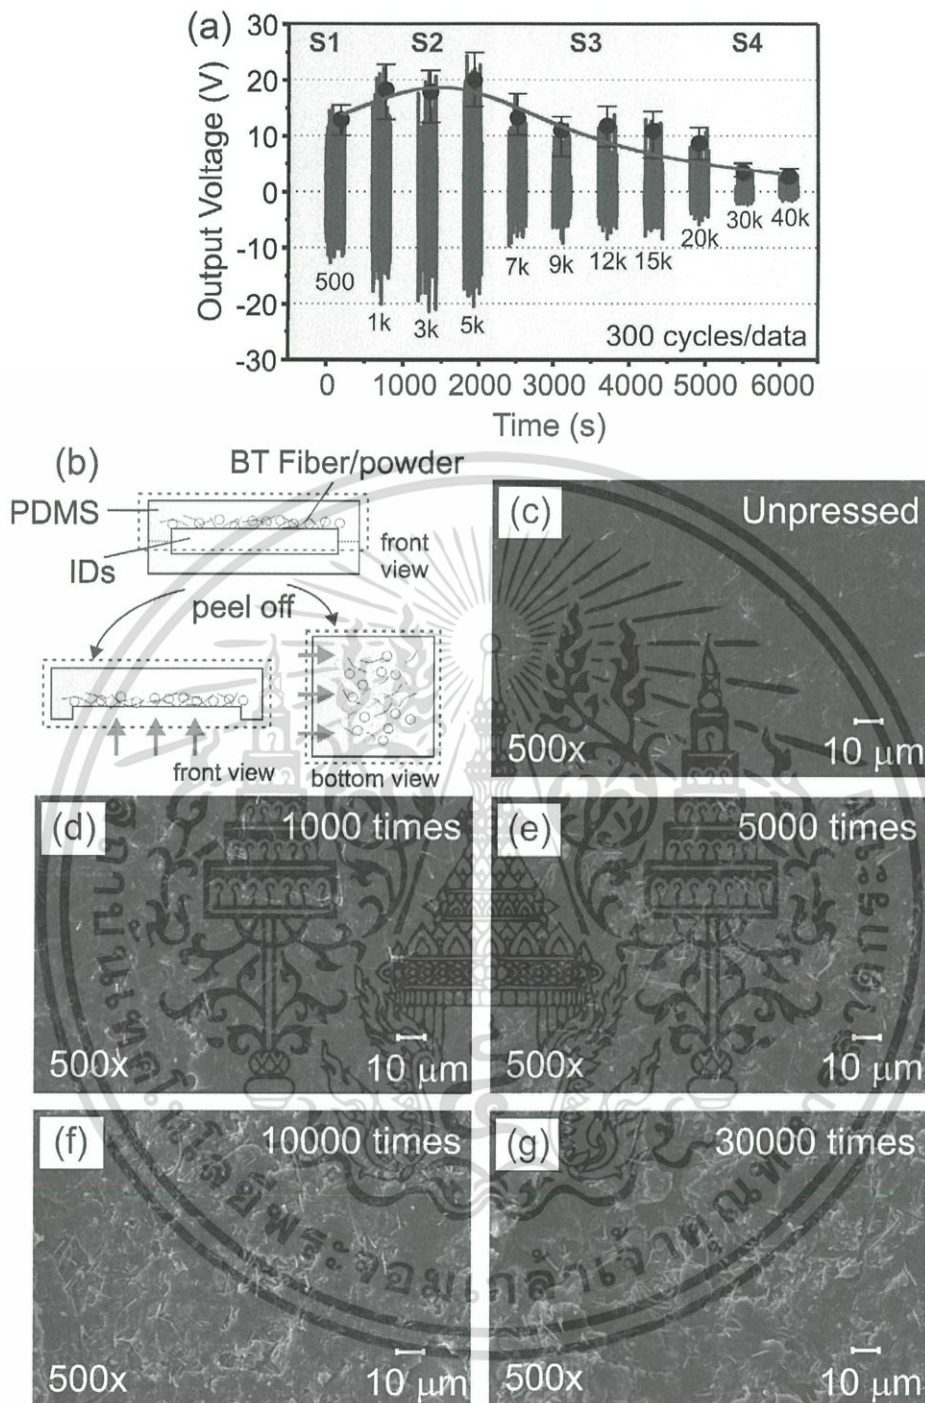 (a)
30
20
10
0
-10
-20
-30
Output Voltage (V)
S1 S2 S3 S4
500
1k
3k
5k
7k
9k
12k
15k
20k
30k
40k
300 cycles/data
0 1000 2000 3000 4000 5000 6000
Time (s)
(b)
BT Fiber/powder
PDMS
IDs
front
view
peel off
front view
bottom view
(c)
Unpressed
500x
10 µm
(d)
1000 times
500x
10 µm
(e)
5000 times
500x
10 µm
(f)
10000 times
500x
10 µm
(g)
30000 times
500x
10 µm